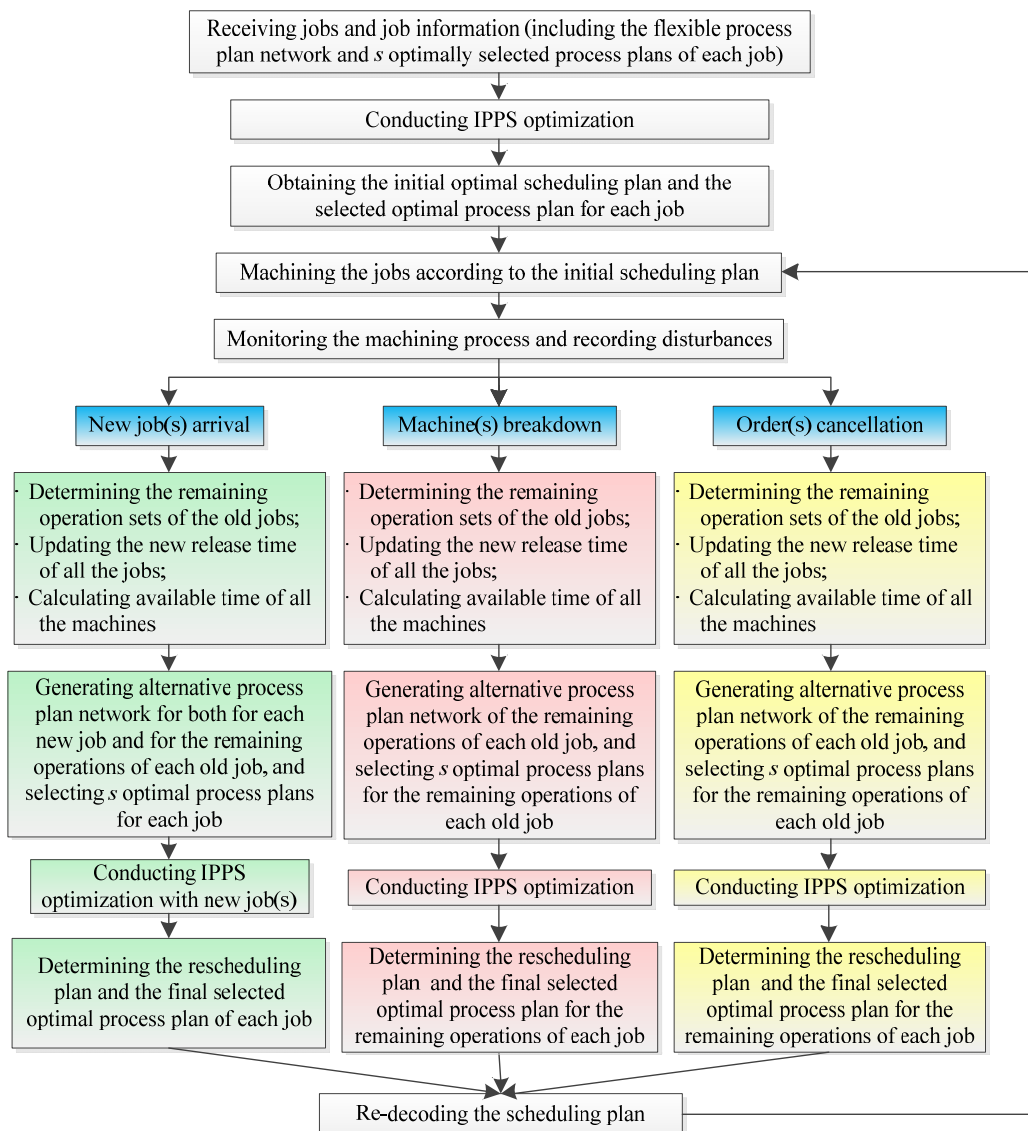 Receiving jobs and job information (including the flexible process
plan network and s optimally selected process plans of each job)
Conducting IPPS optimization
Obtaining the initial optimal scheduling plan and the
selected optimal process plan for each job
Machining the jobs according to the initial scheduling plan
Monitoring the machining process and recording disturbances
New job(s) arrival
Machine(s) breakdown
Order(s) cancellation
· Determining the remaining
operation sets of the old jobs;
· Updating the new release time
of all the jobs;
· Calculating available time of all
the machines
· Determining the remaining
operation sets of the old jobs;
· Updating the new release time
of all the jobs;
· Calculating available time of all
the machines
· Determining the remaining
operation sets of the old jobs;
· Updating the new release time
of all the jobs;
· Calculating available time of all
the machines
Generating alternative process
plan network for both for each
new job and for the remaining
operations of each old job, and
selecting s optimal process plans
for each job
Generating alternative process
plan network of the remaining
operations of each old job, and
selecting s optimal process plans
for the remaining operations of
each old job
Generating alternative process
plan network of the remaining
operations of each old job, and
selecting s optimal process plans
for the remaining operations of
each old job
Conducting IPPS
optimization with new job(s)
Conducting IPPS optimization
Conducting IPPS optimization
Determining the rescheduling
plan and the final selected
optimal process plan of each job
Determining the rescheduling
plan and the final selected
optimal process plan for the
remaining operations of each job
Determining the rescheduling
plan and the final selected
optimal process plan for the
remaining operations of each job
Re-decoding the scheduling plan